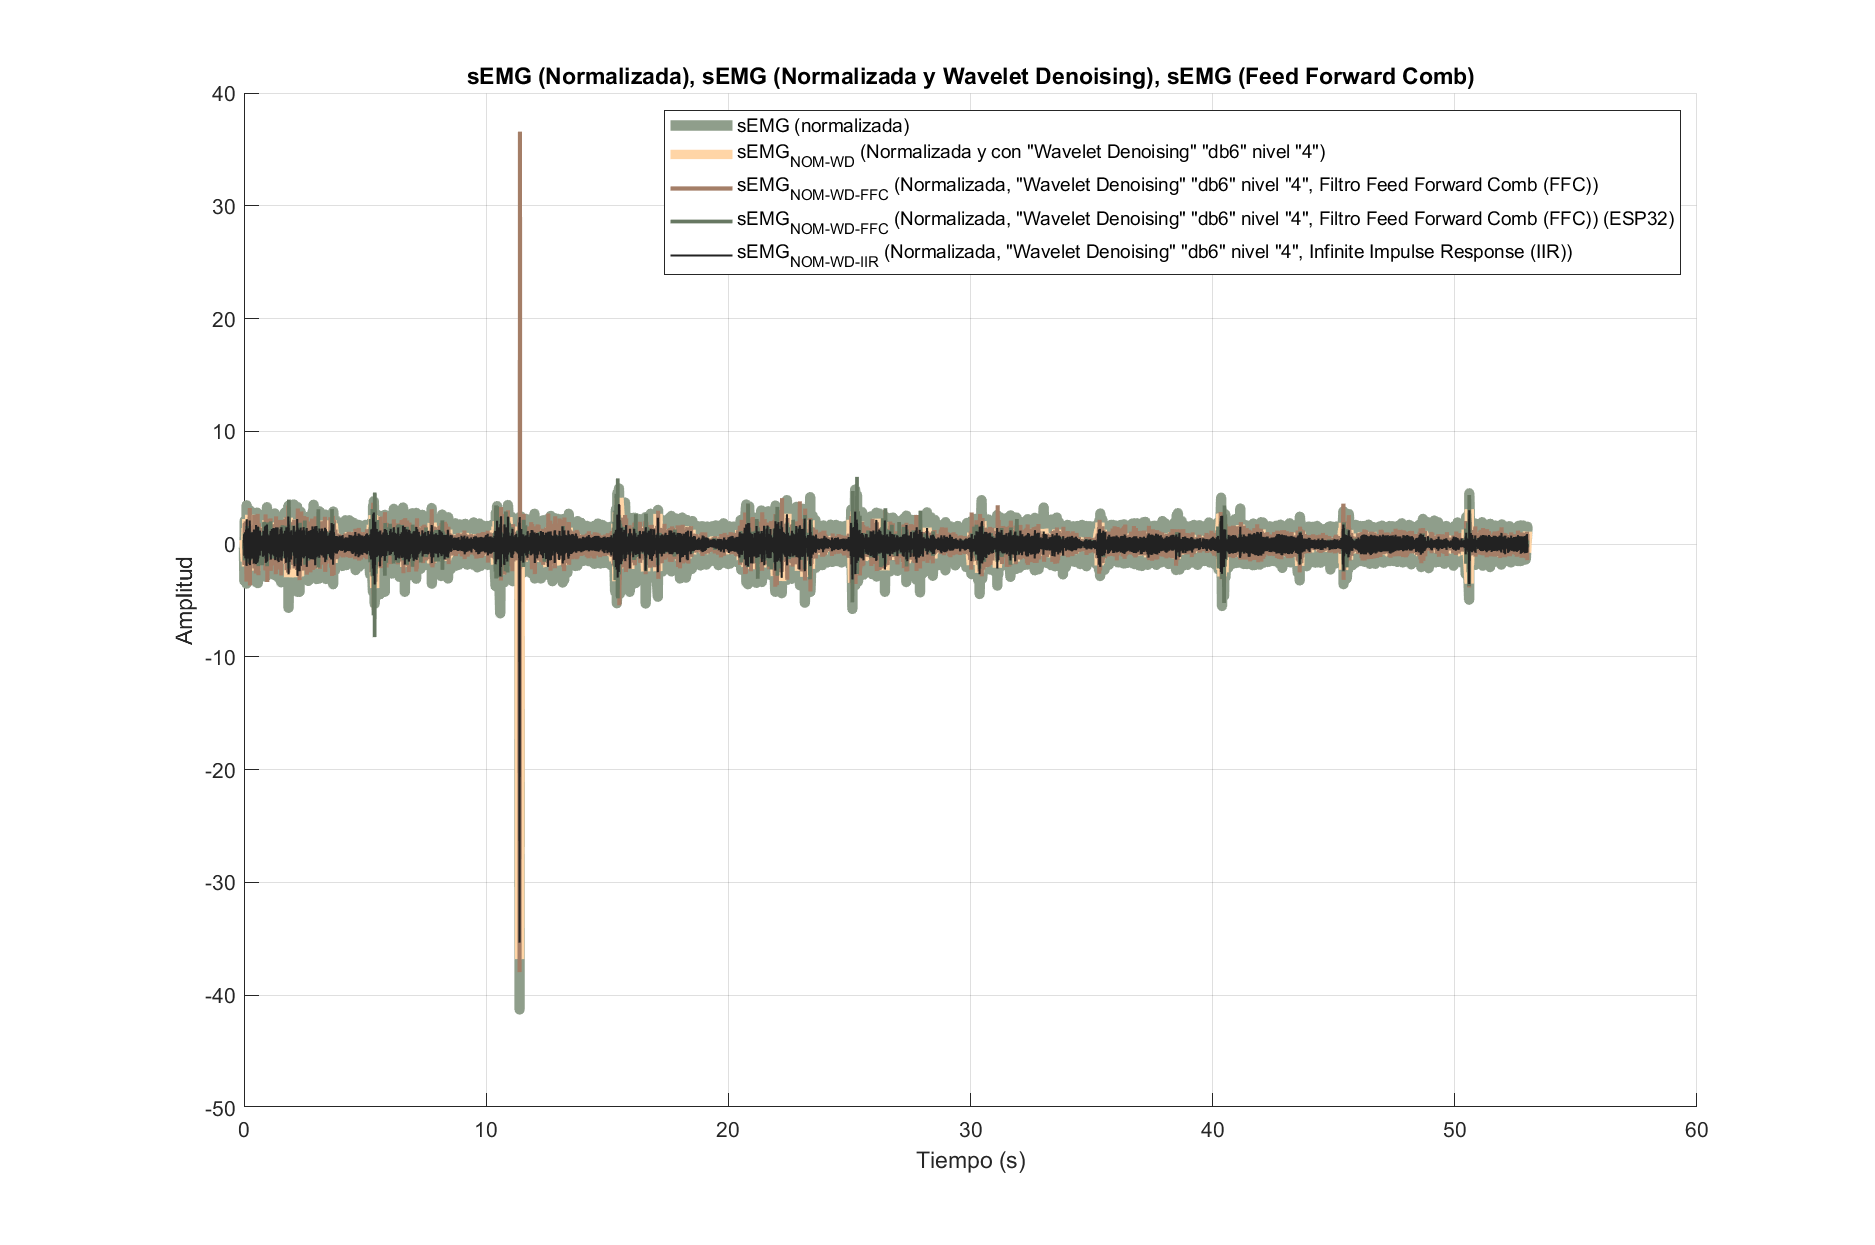 sEMG (Normalizada), sEMG (Normalizada y Wavelet Denoising), sEMG (Feed Forward Comb)
sEMG (normalizada)
sEMG_NOM-WD (Normalizada y con "Wavelet Denoising" "db6" nivel "4")
sEMG_NOM-WD-FFC (Normalizada, "Wavelet Denoising" "db6" nivel "4", Filtro Feed Forward Comb (FFC))
sEMG_NOM-WD-FFC (Normalizada, "Wavelet Denoising" "db6" nivel "4", Filtro Feed Forward Comb (FFC)) (ESP32)
sEMG_NOM-WD-IIR (Normalizada, "Wavelet Denoising" "db6" nivel "4", Infinite Impulse Response (IIR))
40
30
20
10
0
-10
-20
-30
-40
-50
Amplitud
0 10 20 30 40 50 60
Tiempo (s)